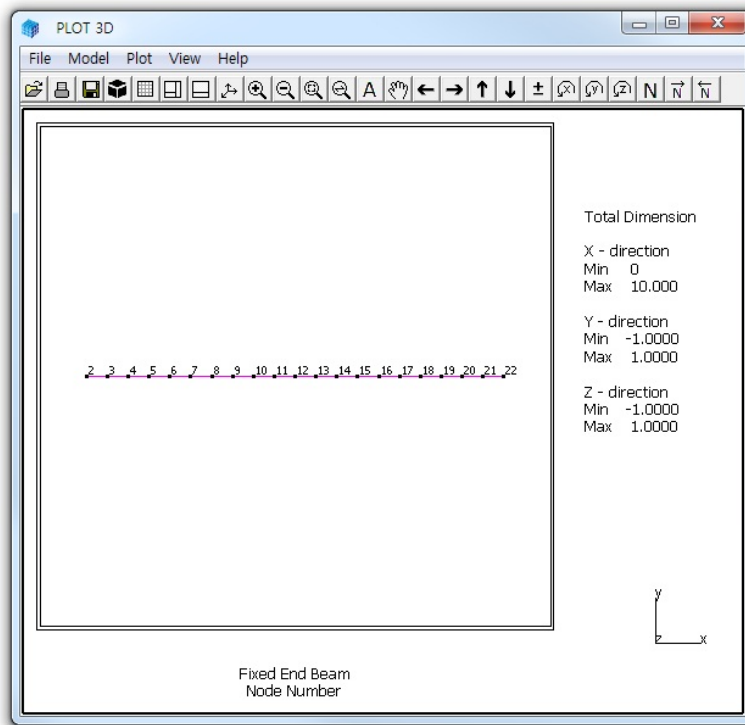 PLOT 3D
File Model Plot View Help
A ± x y z N N N
Total Dimension
X - direction
Min 0
Max 10.000
Y - direction
Min -1.0000
Max 1.0000
Z - direction
Min -1.0000
Max 1.0000
2 3 4 5 6 7 8 9 10 11 12 13 14 15 16 17 18 19 20 21 22
y
z x
Fixed End Beam
Node Number